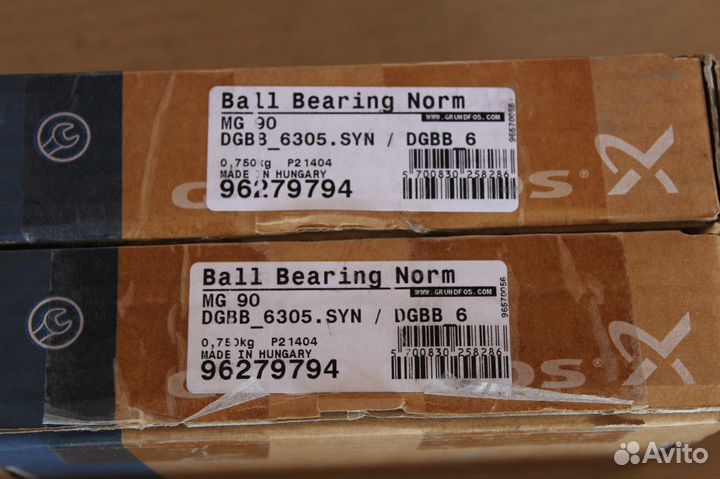 Ball Bearing Norm
WWW.GRUNDFOS.COM
MG 90
DGBB_6305.SYN / DGBB 6
0,750kg P21404
MADE IN HUNGARY
96279794
5 700830 258286
96570056
OS®
Ball Bearing Norm
WWW.GRUNDFOS.COM
MG 90
DGBB_6305.SYN / DGBB 6
0,750kg P21404
MADE IN HUNGARY
96279794
5 700830 258286
96570056
OS®
Avito